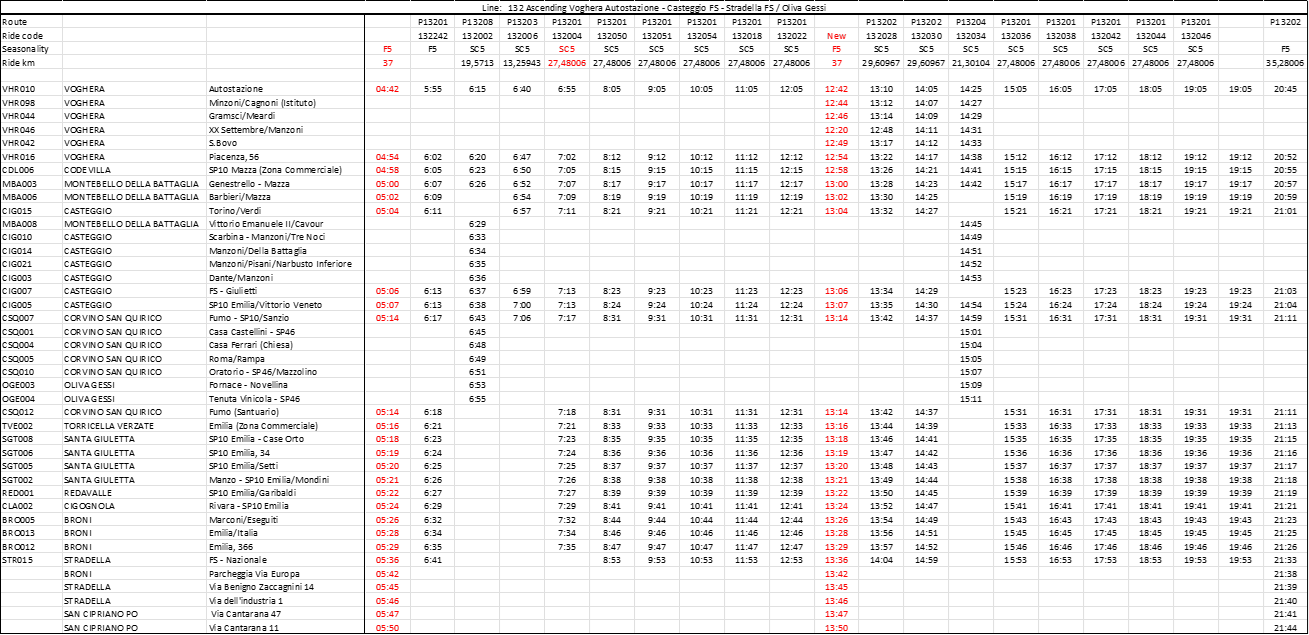 Line: 132 Ascending Voghera Autostazione - Casteggio FS - Stradella FS / Oliva Gessi
Route P13201 P13208 P13203 P13201 P13201 P13201 P13201 P13201 P13201 P13202 P13202 P13204 P13201 P13201 P13201 P13201 P13201 P13202
Ride code 132242 132002 132006 132004 132050 132051 132054 132018 132022 New 132028 132030 132034 132036 132038 132042 132044 132046
Seasonality F5 F5 SC5 SC5 SC5 SC5 SC5 SC5 SC5 SC5 F5 SC5 SC5 SC5 SC5 SC5 SC5 SC5 SC5 F5
Ride km 37 19,5713 13,25943 27,48006 27,48006 27,48006 27,48006 27,48006 27,48006 37 29,60967 29,60967 21,30104 27,48006 27,48006 27,48006 27,48006 27,48006 35,28006
VHR010 VOGHERA Autostazione 04:42 5:55 6:15 6:40 6:55 8:05 9:05 10:05 11:05 12:05 12:42 13:10 14:05 14:25 15:05 16:05 17:05 18:05 19:05 19:05 20:45
VHR098 VOGHERA Minzoni/Cagnoni (Istituto) 12:44 13:12 14:07 14:27
VHR044 VOGHERA Gramsci/Meardi 12:46 13:14 14:09 14:29
VHR046 VOGHERA XX Settembre/Manzoni 12:20 12:48 14:11 14:31
VHR042 VOGHERA S.Bovo 12:49 13:17 14:12 14:33
VHR016 VOGHERA Piacenza, 56 04:54 6:02 6:20 6:47 7:02 8:12 9:12 10:12 11:12 12:12 12:54 13:22 14:17 14:38 15:12 16:12 17:12 18:12 19:12 19:12 20:52
CDL006 CODEVILLA SP10 Mazza (Zona Commerciale) 04:58 6:05 6:23 6:50 7:05 8:15 9:15 10:15 11:15 12:15 12:58 13:26 14:21 14:41 15:15 16:15 17:15 18:15 19:15 19:15 20:55
MBA003 MONTEBELLO DELLA BATTAGLIA Genestrello - Mazza 05:00 6:07 6:26 6:52 7:07 8:17 9:17 10:17 11:17 12:17 13:00 13:28 14:23 14:42 15:17 16:17 17:17 18:17 19:17 19:17 20:57
MBA006 MONTEBELLO DELLA BATTAGLIA Barbieri/Mazza 05:02 6:09 6:54 7:09 8:19 9:19 10:19 11:19 12:19 13:02 13:30 14:25 15:19 16:19 17:19 18:19 19:19 19:19 20:59
CIG015 CASTEGGIO Torino/Verdi 05:04 6:11 6:57 7:11 8:21 9:21 10:21 11:21 12:21 13:04 13:32 14:27 15:21 16:21 17:21 18:21 19:21 19:21 21:01
MBA008 MONTEBELLO DELLA BATTAGLIA Vittorio Emanuele II/Cavour 6:29 14:45
CIG010 CASTEGGIO Scarbina - Manzoni/Tre Noci 6:33 14:49
CIG014 CASTEGGIO Manzoni/Della Battaglia 6:34 14:51
CIG021 CASTEGGIO Manzoni/Pisani/Narbusto Inferiore 6:35 14:52
CIG003 CASTEGGIO Dante/Manzoni 6:36 14:53
CIG007 CASTEGGIO FS - Giulietti 05:06 6:13 6:37 6:59 7:13 8:23 9:23 10:23 11:23 12:23 13:06 13:34 14:29 15:23 16:23 17:23 18:23 19:23 19:23 21:03
CIG005 CASTEGGIO SP10 Emilia/Vittorio Veneto 05:07 6:13 6:38 7:00 7:13 8:24 9:24 10:24 11:24 12:24 13:07 13:35 14:30 14:54 15:24 16:24 17:24 18:24 19:24 19:24 21:04
CSQ007 CORVINO SAN QUIRICO Fumo - SP10/Sanzio 05:14 6:17 6:43 7:06 7:17 8:31 9:31 10:31 11:31 12:31 13:14 13:42 14:37 14:59 15:31 16:31 17:31 18:31 19:31 19:31 21:11
CSQ001 CORVINO SAN QUIRICO Casa Castellini - SP46 6:45 15:01
CSQ004 CORVINO SAN QUIRICO Casa Ferrari (Chiesa) 6:48 15:04
CSQ005 CORVINO SAN QUIRICO Roma/Rampa 6:49 15:05
CSQ010 CORVINO SAN QUIRICO Oratorio - SP46/Mazzolino 6:51 15:07
OGE003 OLIVA GESSI Fornace - Novellina 6:53 15:09
OGE004 OLIVA GESSI Tenuta Vinicola - SP46 6:55 15:11
CSQ012 CORVINO SAN QUIRICO Fumo (Santuario) 05:14 6:18 7:18 8:31 9:31 10:31 11:31 12:31 13:14 13:42 14:37 15:31 16:31 17:31 18:31 19:31 19:31 21:11
TVE002 TORRICELLA VERZATE Emilia (Zona Commerciale) 05:16 6:21 7:21 8:33 9:33 10:33 11:33 12:33 13:16 13:44 14:39 15:33 16:33 17:33 18:33 19:33 19:33 21:13
SGT008 SANTA GIULETTA SP10 Emilia - Case Orto 05:18 6:23 7:23 8:35 9:35 10:35 11:35 12:35 13:18 13:46 14:41 15:35 16:35 17:35 18:35 19:35 19:35 21:15
SGT006 SANTA GIULETTA SP10 Emilia, 34 05:19 6:24 7:24 8:36 9:36 10:36 11:36 12:36 13:19 13:47 14:42 15:36 16:36 17:36 18:36 19:36 19:36 21:16
SGT005 SANTA GIULETTA SP10 Emilia/Setti 05:20 6:25 7:25 8:37 9:37 10:37 11:37 12:37 13:20 13:48 14:43 15:37 16:37 17:37 18:37 19:37 19:37 21:17
SGT002 SANTA GIULETTA Manzo - SP10 Emilia/Mondini 05:21 6:26 7:26 8:38 9:38 10:38 11:38 12:38 13:21 13:49 14:44 15:38 16:38 17:38 18:38 19:38 19:38 21:18
RED001 REDAVALLE SP10 Emilia/Garibaldi 05:22 6:27 7:27 8:39 9:39 10:39 11:39 12:39 13:22 13:50 14:45 15:39 16:39 17:39 18:39 19:39 19:39 21:19
CLA002 CIGOGNOLA Rivara - SP10 Emilia 05:24 6:29 7:29 8:41 9:41 10:41 11:41 12:41 13:24 13:52 14:47 15:41 16:41 17:41 18:41 19:41 19:41 21:21
BRO005 BRONI Marconi/Eseguiti 05:26 6:32 7:32 8:44 9:44 10:44 11:44 12:44 13:26 13:54 14:49 15:43 16:43 17:43 18:43 19:43 19:43 21:23
BRO013 BRONI Emilia/Italia 05:28 6:34 7:34 8:46 9:46 10:46 11:46 12:46 13:28 13:56 14:51 15:45 16:45 17:45 18:45 19:45 19:45 21:25
BRO012 BRONI Emilia, 366 05:29 6:35 7:35 8:47 9:47 10:47 11:47 12:47 13:29 13:57 14:52 15:46 16:46 17:46 18:46 19:46 19:46 21:26
STR015 STRADELLA FS - Nazionale 05:36 6:41 8:53 9:53 10:53 11:53 12:53 13:36 14:04 14:59 15:53 16:53 17:53 18:53 19:53 19:53 21:33
BRONI Parcheggia Via Europa 05:42 13:42 21:38
STRADELLA Via Benigno Zaccagnini 14 05:45 13:45 21:39
STRADELLA Via dell'industria 1 05:46 13:46 21:40
SAN CIPRIANO PO Via Cantarana 47 05:47 13:47 21:41
SAN CIPRIANO PO Via Cantarana 11 05:50 13:50 21:44